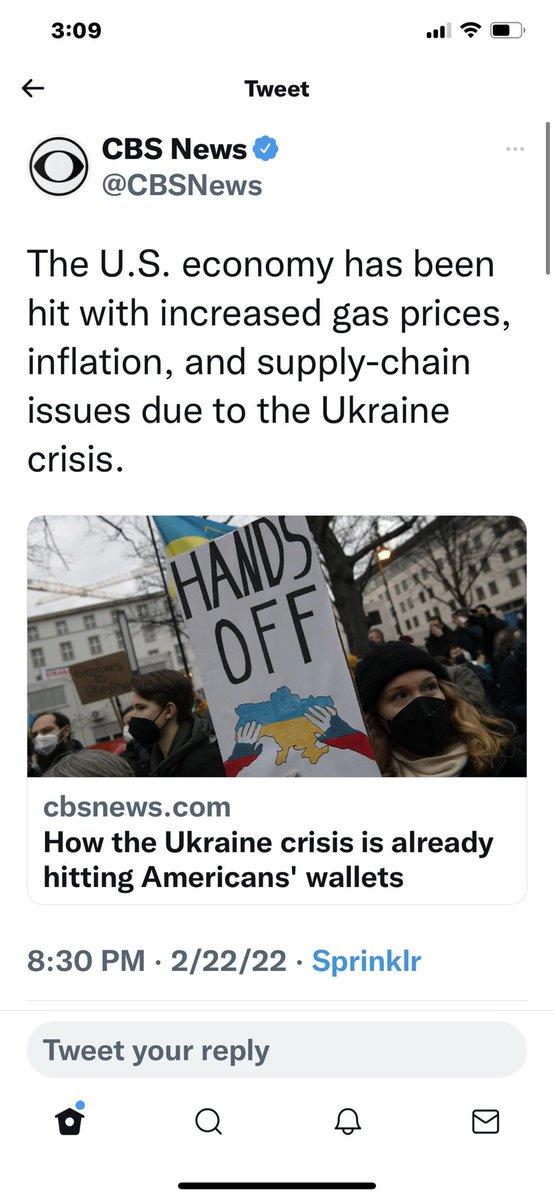 3:09
Tweet
CBS News
@CBSNews
The U.S. economy has been
hit with increased gas prices,
inflation, and supply-chain
issues due to the Ukraine
crisis.
HANDS
OFF
cbsnews.com
How the Ukraine crisis is already
hitting Americans' wallets
8:30 PM · 2/22/22 · Sprinklr
Tweet your reply